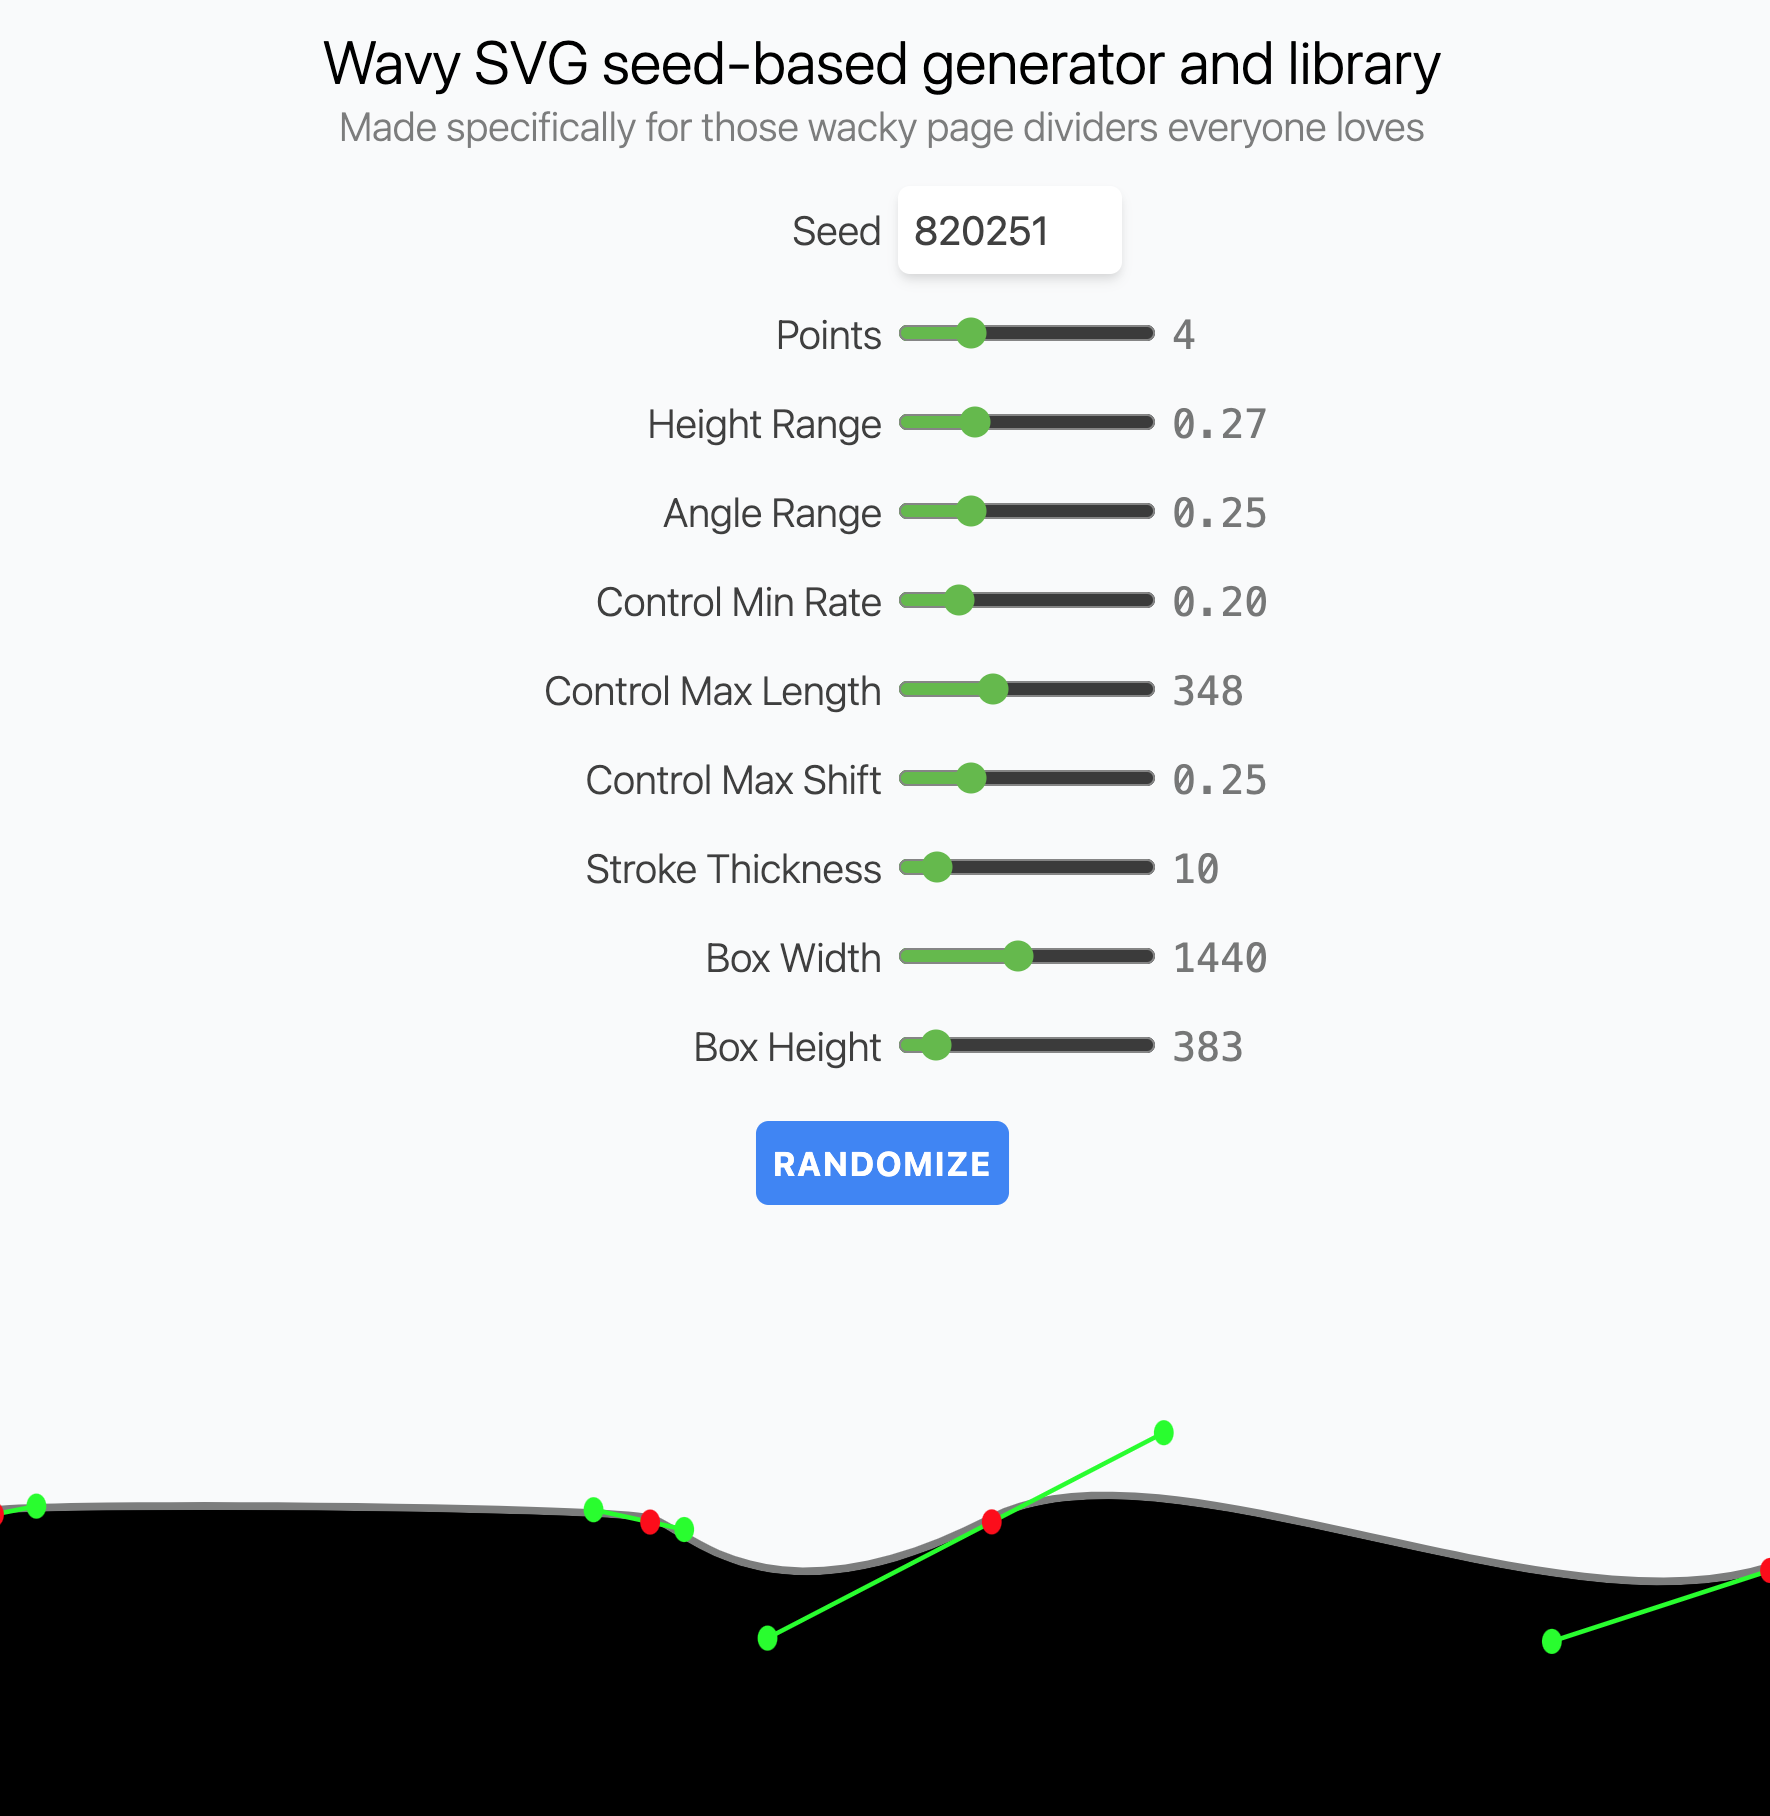 Wavy SVG seed-based generator and library
Made specifically for those wacky page dividers everyone loves
Seed 820251
Points 4
Height Range 0.27
Angle Range 0.25
Control Min Rate 0.20
Control Max Length 348
Control Max Shift 0.25
Stroke Thickness 10
Box Width 1440
Box Height 383
RANDOMIZE